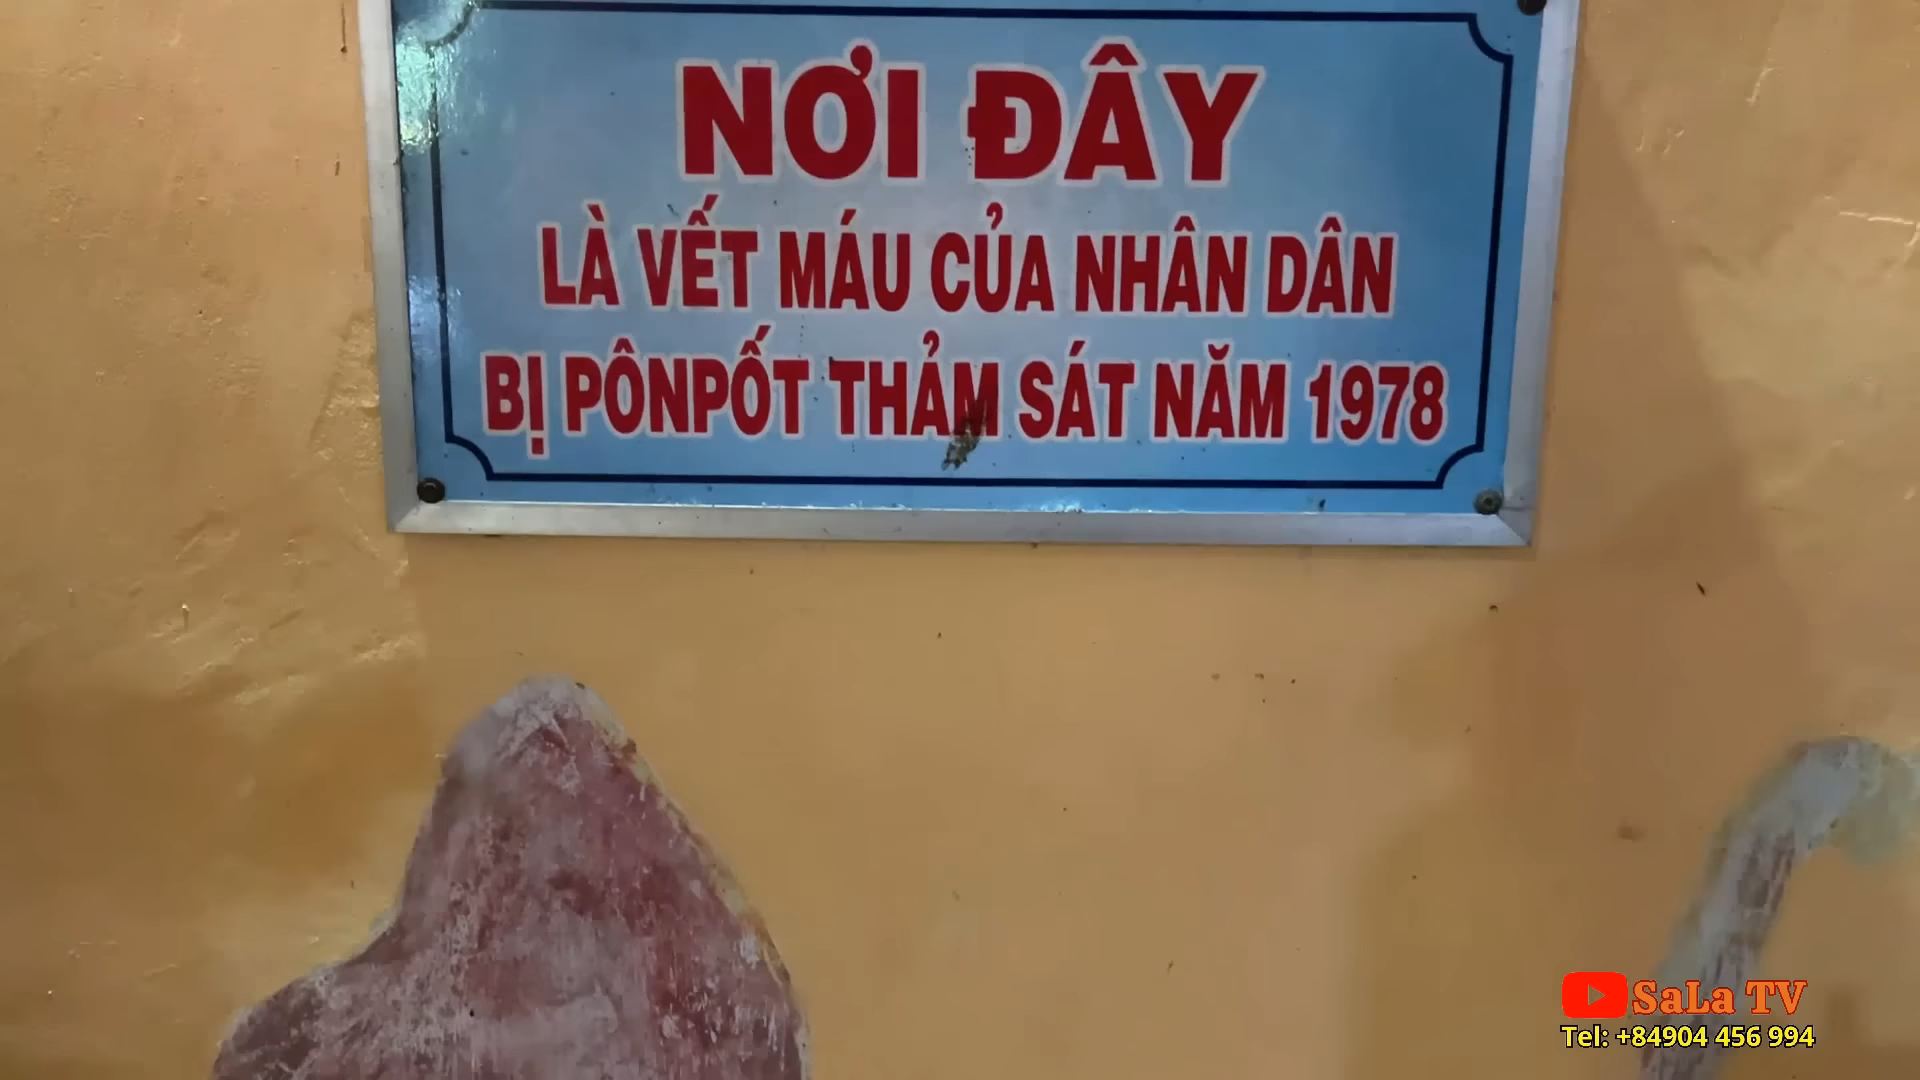 NƠI ĐÂY
LÀ VẾT MÁU CỦA NHÂN DÂN
BỊ PÔNPỐT THẢM SÁT NĂM 1978
SaLa TV
Tel: +84904 456 994